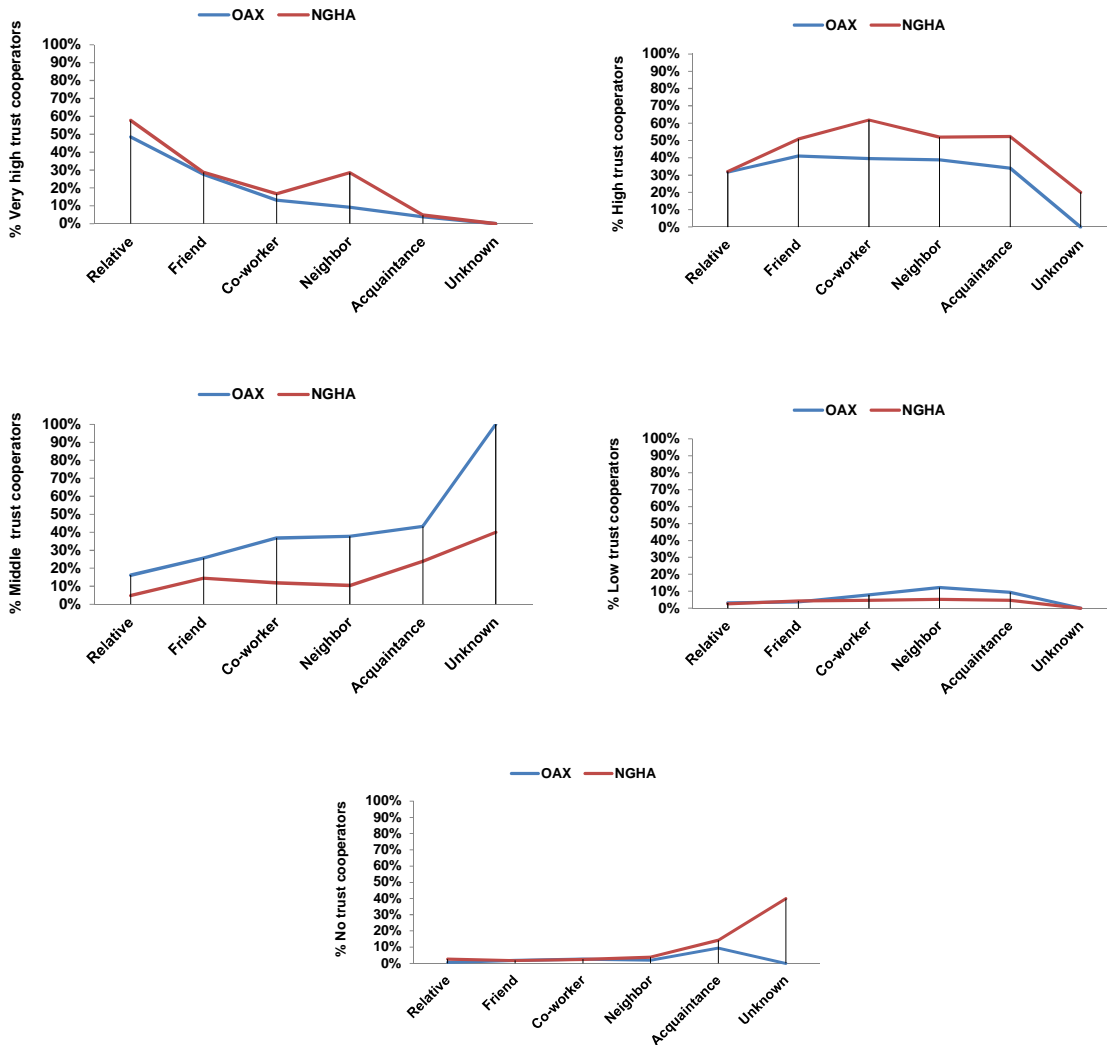 OAX NGHA
% Very high trust cooperators
100%
90%
80%
70%
60%
50%
40%
30%
20%
10%
0%
Relative
Friend
Co-worker
Neighbor
Acquaintance
Unknown
OAX NGHA
% High trust cooperators
100%
90%
80%
70%
60%
50%
40%
30%
20%
10%
0%
Relative
Friend
Co-worker
Neighbor
Acquaintance
Unknown
OAX NGHA
% Middle trust cooperators
100%
90%
80%
70%
60%
50%
40%
30%
20%
10%
0%
Relative
Friend
Co-worker
Neighbor
Acquaintance
Unknown
OAX NGHA
% Low trust cooperators
100%
90%
80%
70%
60%
50%
40%
30%
20%
10%
0%
Relative
Friend
Co-worker
Neighbor
Acquaintance
Unknown
OAX NGHA
% No trust cooperators
100%
90%
80%
70%
60%
50%
40%
30%
20%
10%
0%
Relative
Friend
Co-worker
Neighbor
Acquaintance
Unknown